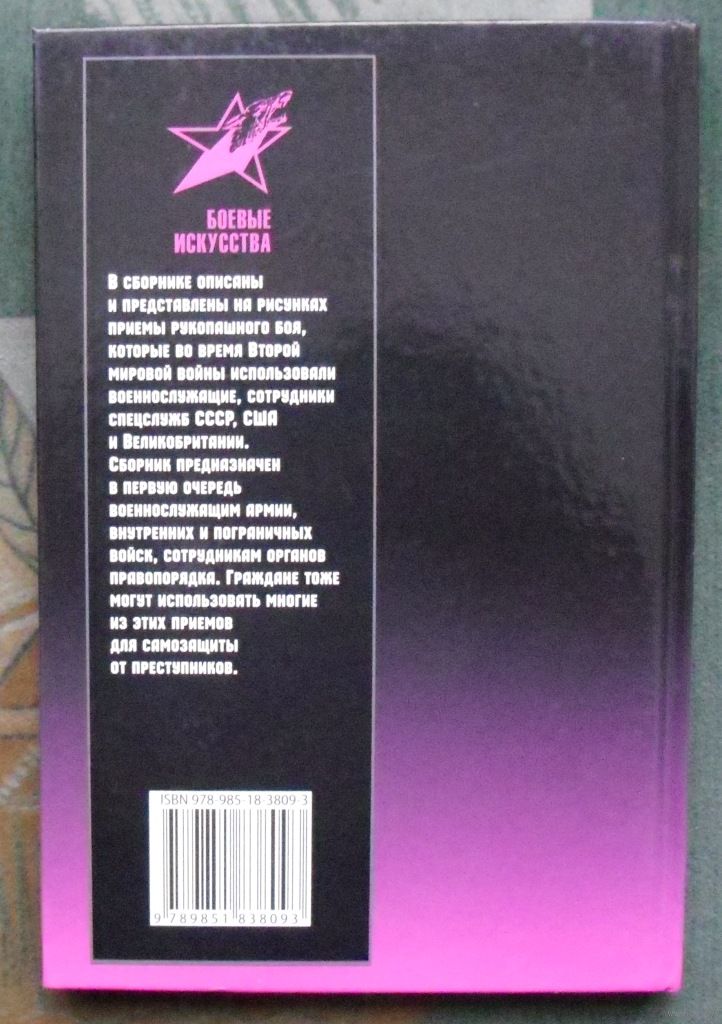 БОЕВЫЕ
ИСКУССТВА
В СБОРНИКЕ ОПИСАНЫ
И ПРЕДСТАВЛЕНЫ НА РИСУНКАХ
ПРИЕМЫ РУКОПАШНОГО БОЯ,
КОТОРЫЕ ВО ВРЕМЯ ВТОРОЙ
МИРОВОЙ ВОЙНЫ ИСПОЛЬЗОВАЛИ
ВОЕННОСЛУЖАЩИЕ, СОТРУДНИКИ
СПЕЦСЛУЖБ СССР, США
И ВЕЛИКОБРИТАНИИ.
СБОРНИК ПРЕДНАЗНАЧЕН
В ПЕРВУЮ ОЧЕРЕДЬ
ВОЕННОСЛУЖАЩИМ АРМИИ,
ВНУТРЕННИХ И ПОГРАНИЧНЫХ
ВОЙСК, СОТРУДНИКАМ ОРГАНОВ
ПРАВОПОРЯДКА. ГРАЖДАНЕ ТОЖЕ
МОГУТ ИСПОЛЬЗОВАТЬ МНОГИЕ
ИЗ ЭТИХ ПРИЕМОВ
ДЛЯ САМОЗАЩИТЫ
ОТ ПРЕСТУПНИКОВ.
ISBN 978-985-18-3809-3
9 789851 838093